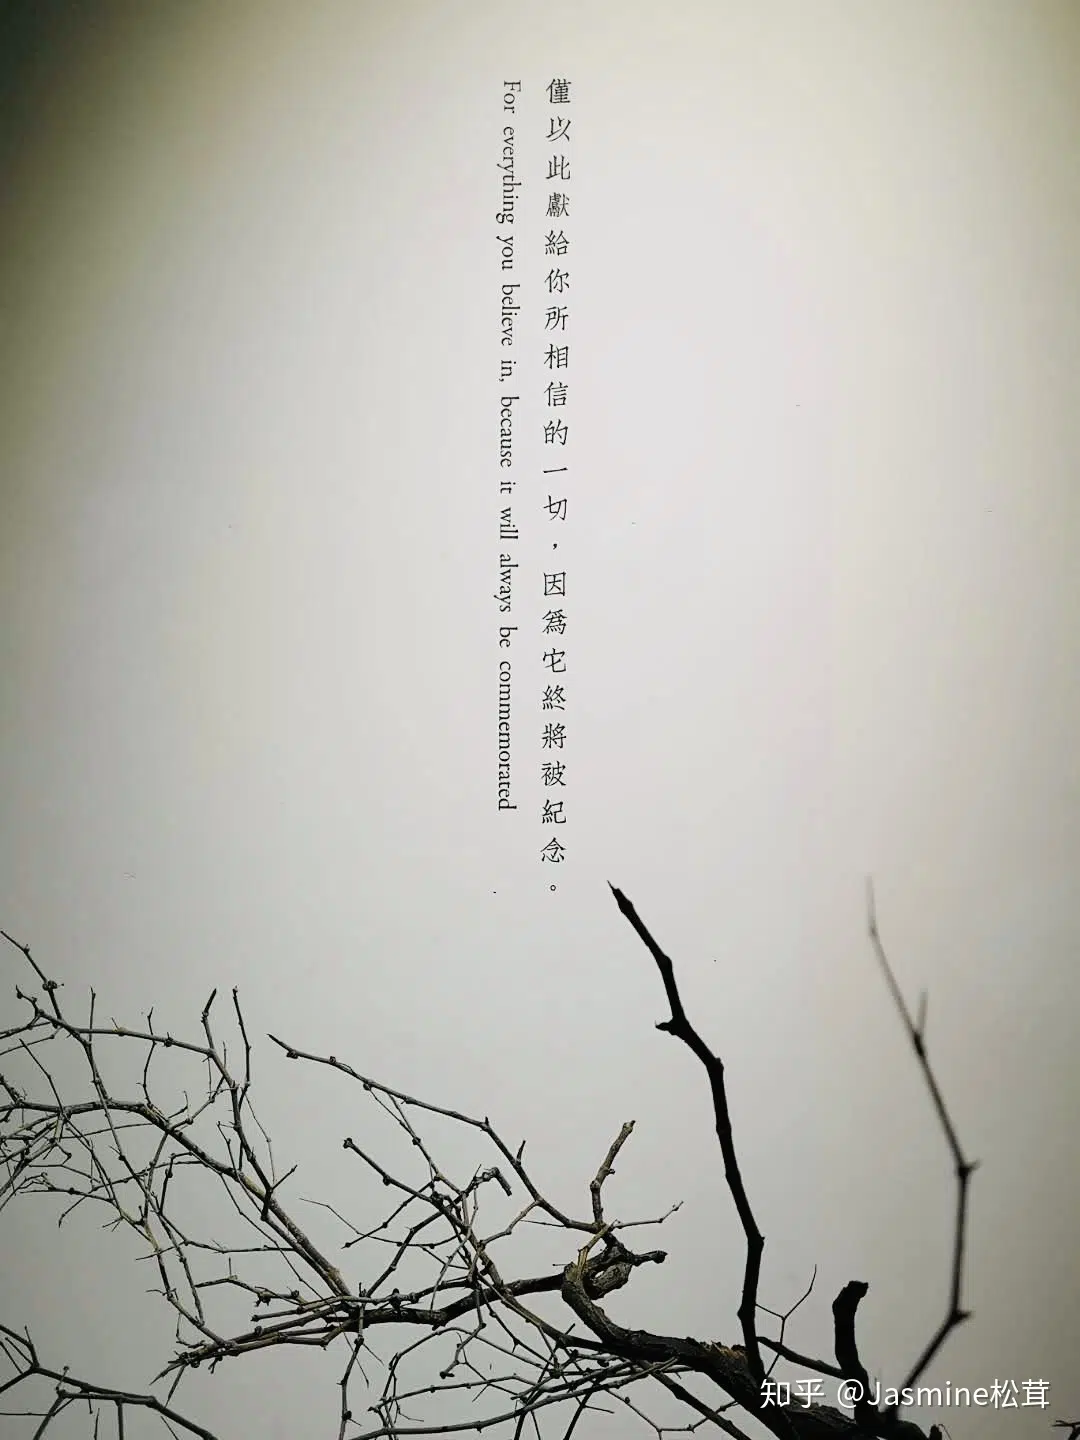 僅以此獻給你所相信的一切，因爲它終將被紀念。
For everything you believe in, because it will always be commemorated
知乎 @Jasmine松茸